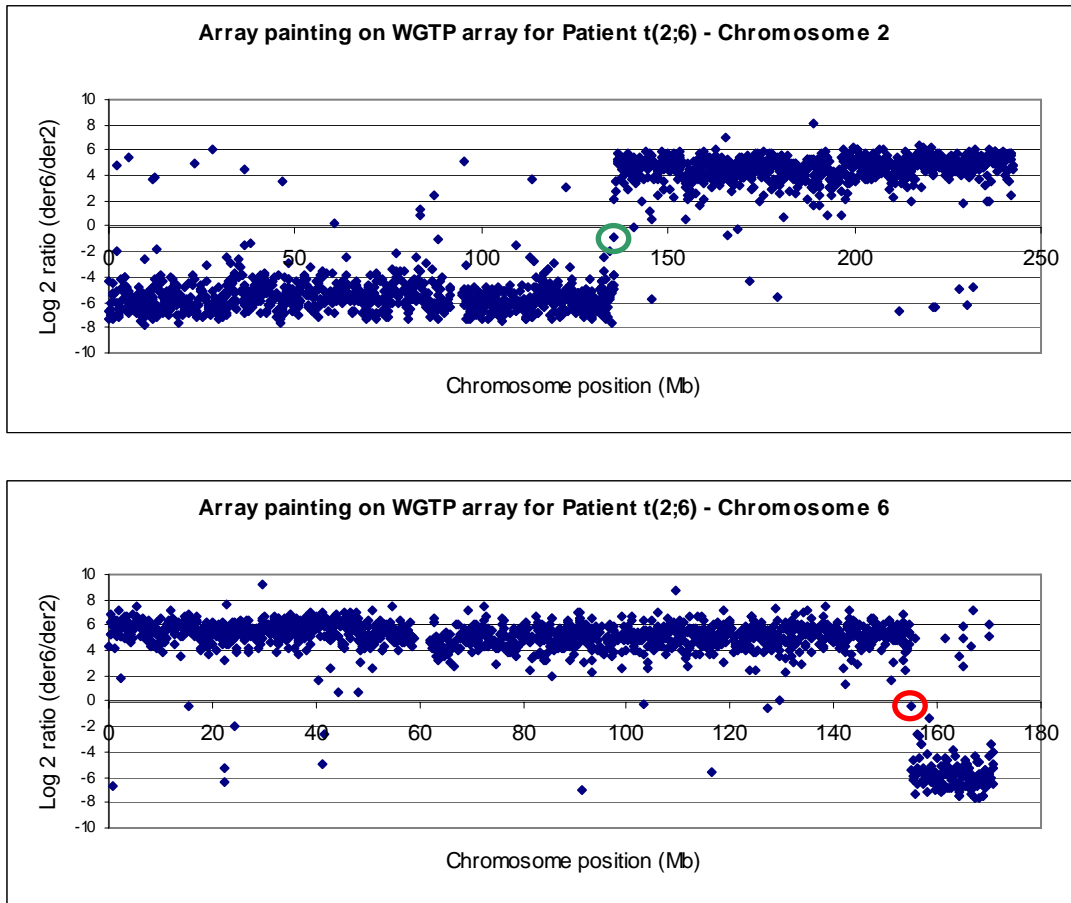 Array painting on WGTP array for Patient t(2;6) - Chromosome 2
10
8
6
4
2
0
-2
-4
-6
-8
-10
0 50 100 150 200 250
Log 2 ratio (der6/der2)
Chromosome position (Mb)
Array painting on WGTP array for Patient t(2;6) - Chromosome 6
10
8
6
4
2
0
-2
-4
-6
-8
-10
0 20 40 60 80 100 120 140 160 180
Log 2 ratio (der6/der2)
Chromosome position (Mb)